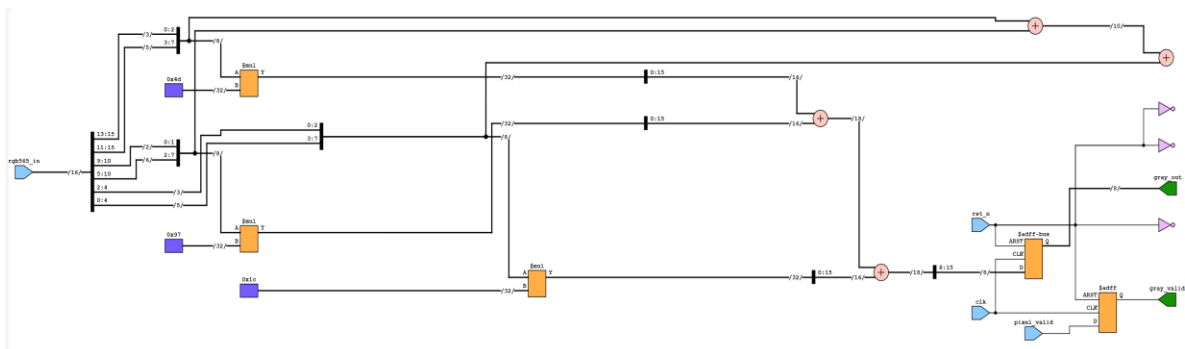 0:2
/3/
3:7
/5/
/8/
/10/
0x4d
/32/
$mul
A
B
Y
/32/
0:15
/16/
rgb565_in
/16/
13:15
11:15
9:10
5:10
2:4
0:4
/2/
0:1
/6/
2:7
/8/
/3/
/5/
0:2
3:7
/8/
/32/
0:15
/16/
/18/
0x97
/32/
$mul
A
B
Y
0x1c
/32/
$mul
A
B
Y
/32/
0:15
/16/
/18/
8:15
/8/
rst_n
clk
$adff-bus
ARST
CLK
D
Q
/8/
gray_out
pixel_valid
$adff
ARST
CLK
D
Q
gray_valid